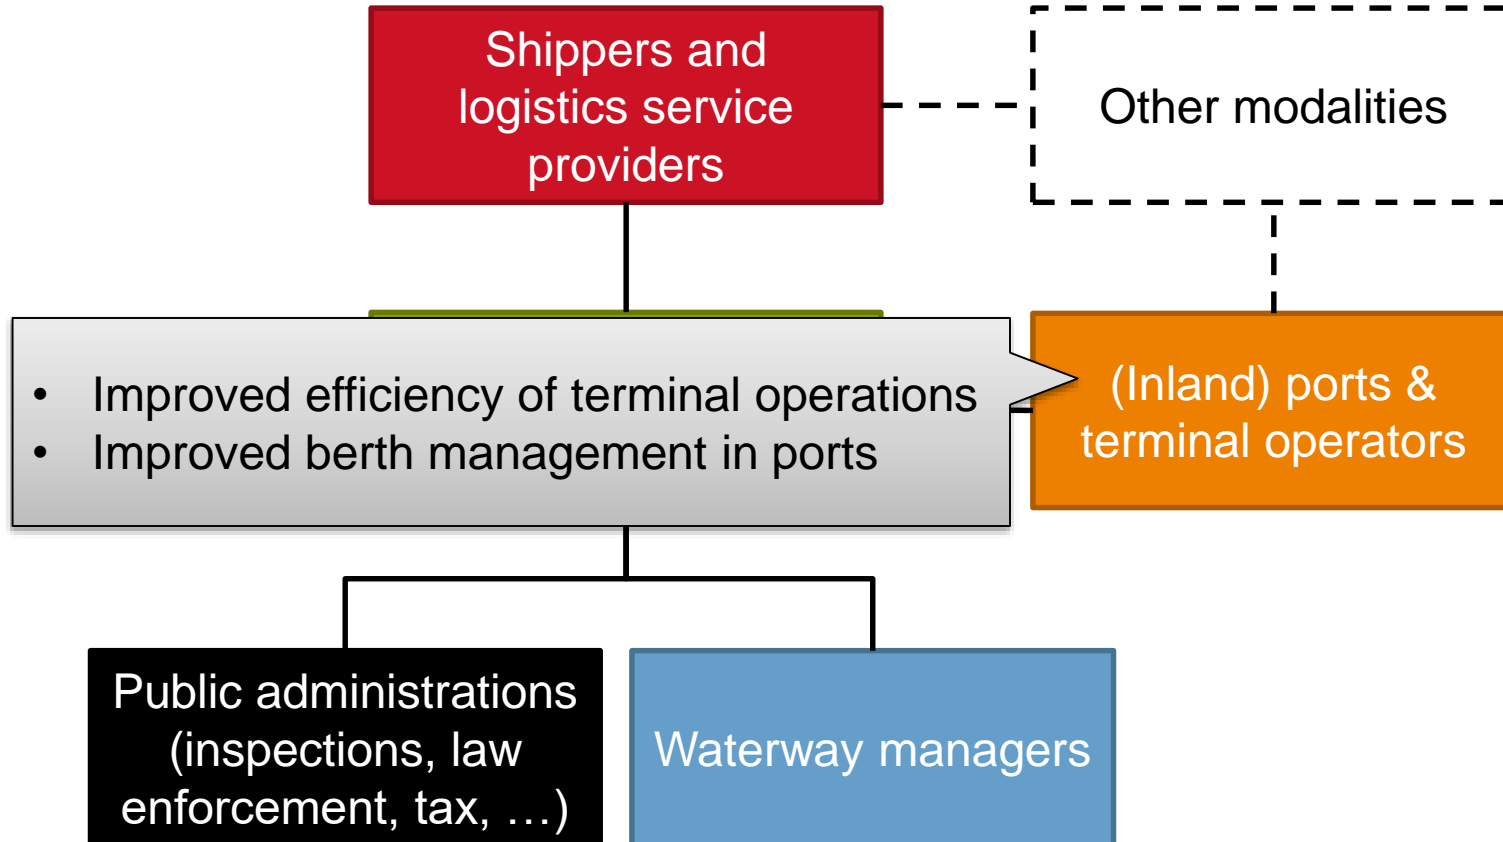 Shippers and
logistics service
providers
Other modalities
• Improved efficiency of terminal operations
• Improved berth management in ports
(Inland) ports &
terminal operators
Public administrations
(inspections, law
enforcement, tax, …)
Waterway managers